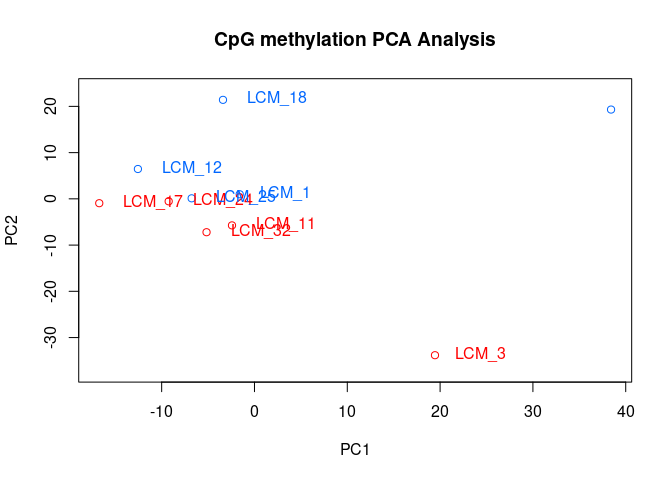 CpG methylation PCA Analysis
PC2
20
10
0
-10
-20
-30
LCM_18
LCM_12
LCM_1
LCM_25
LCM_24
LCM_17
LCM_11
LCM_32
LCM_3
-10 0 10 20 30 40
PC1